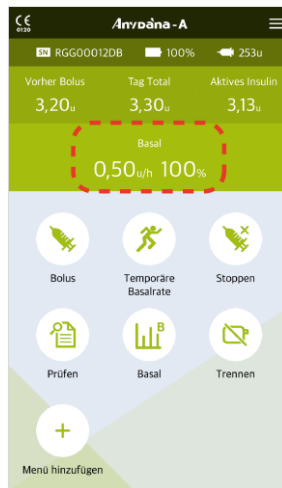 CE
0120
AnyDana-A
SN RGG00012DB 100% 253u
Vorher Bolus Tag Total Aktives Insulin
3,20u 3,30u 3,13u
Basal
0,50u/h 100%
Bolus Temporäre Basalrate Stoppen
Prüfen B Basal Trennen
Menü hinzufügen